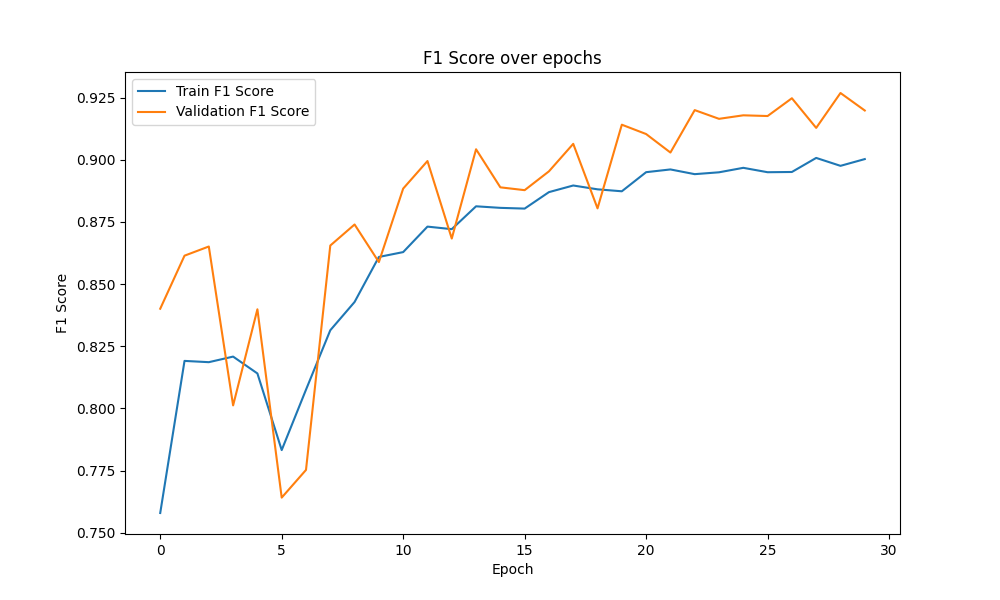 F1 Score over epochs
Train F1 Score
Validation F1 Score
0.925
0.900
0.875
0.850
0.825
0.800
0.775
0.750
F1 Score
0 5 10 15 20 25 30
Epoch